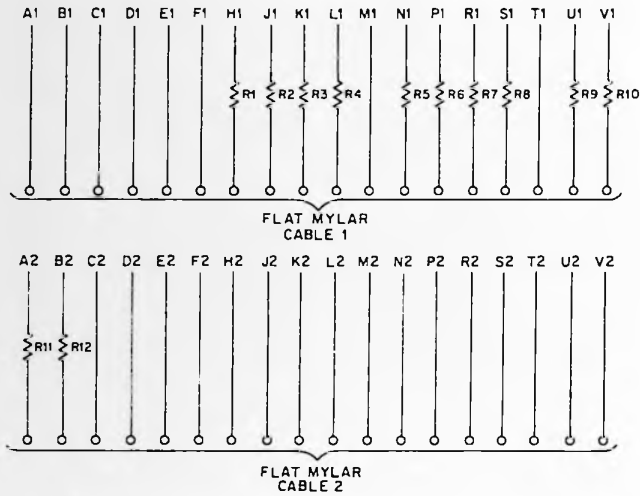 A1 B1 C1 D1 E1 F1 H1 J1 K1 L1 M1 N1 P1 R1 S1 T1 U1 V1
R1 R2 R3 R4 R5 R6 R7 R8 R9 R10
FLAT MYLAR
CABLE 1
A2 B2 C2 D2 E2 F2 H2 J2 K2 L2 M2 N2 P2 R2 S2 T2 U2 V2
R11 R12
FLAT MYLAR
CABLE 2